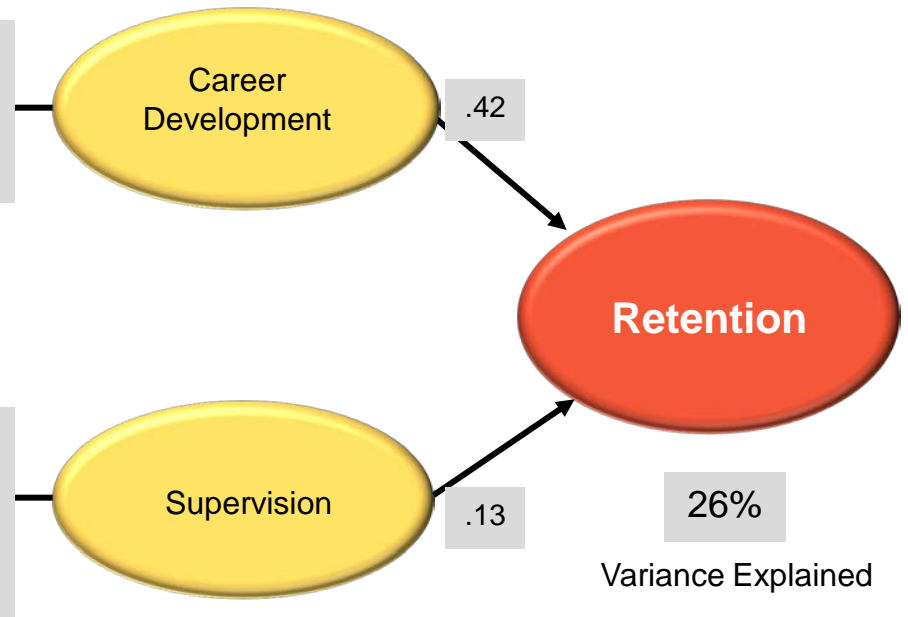 Career
Development
.42
Retention
Supervision
.13
26%
Variance Explained